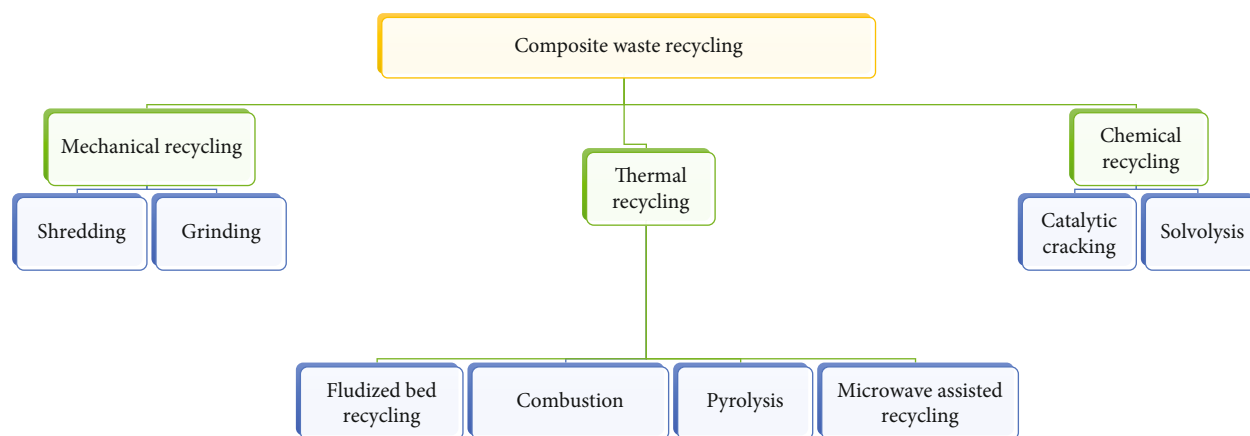 Composite waste recycling
Mechanical recycling
Thermal
recycling
Chemical
recycling
Shredding
Grinding
Catalytic
cracking
Solvolysis
Fludized bed
recycling
Combustion
Pyrolysis
Microwave assisted
recycling